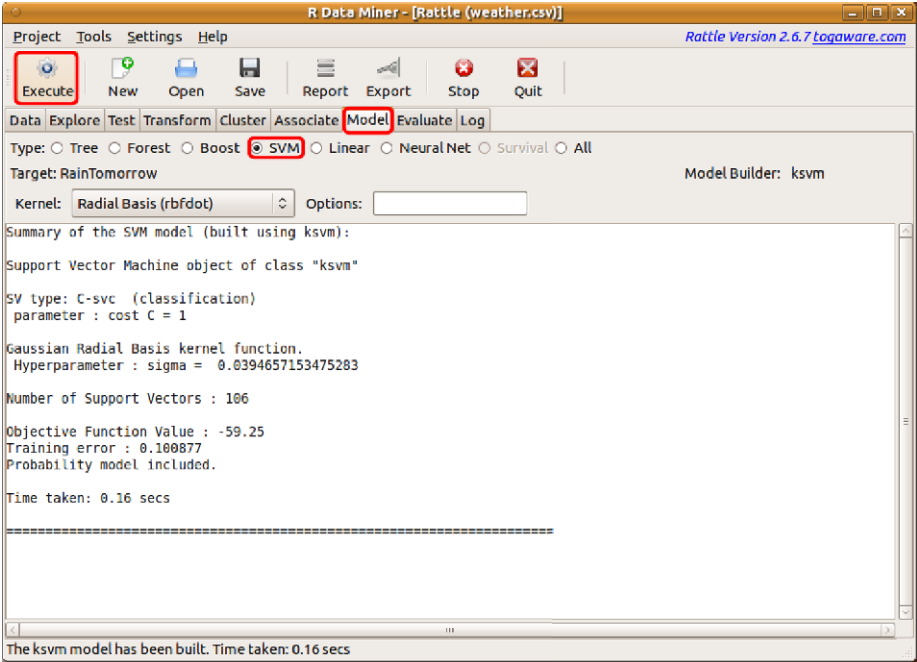 R Data Miner - [Rattle (weather.csv)]
Project Tools Settings Help Rattle Version 2.6.7 togaware.com
Execute New Open Save Report Export Stop Quit
Data Explore Test Transform Cluster Associate Model Evaluate Log
Type: Tree Forest Boost SVM Linear Neural Net Survival All
Target: RainTomorrow Model Builder: ksvm
Kernel: Radial Basis (rbfdot) Options:
Summary of the SVM model (built using ksvm):
Support Vector Machine object of class "ksvm"
SV type: C-svc (classification)
parameter : cost C = 1
Gaussian Radial Basis kernel function.
Hyperparameter : sigma = 0.0394657153475283
Number of Support Vectors : 106
Objective Function Value : -59.25
Training error : 0.100877
Probability model included.
Time taken: 0.16 secs
======================================================================
The ksvm model has been built. Time taken: 0.16 secs